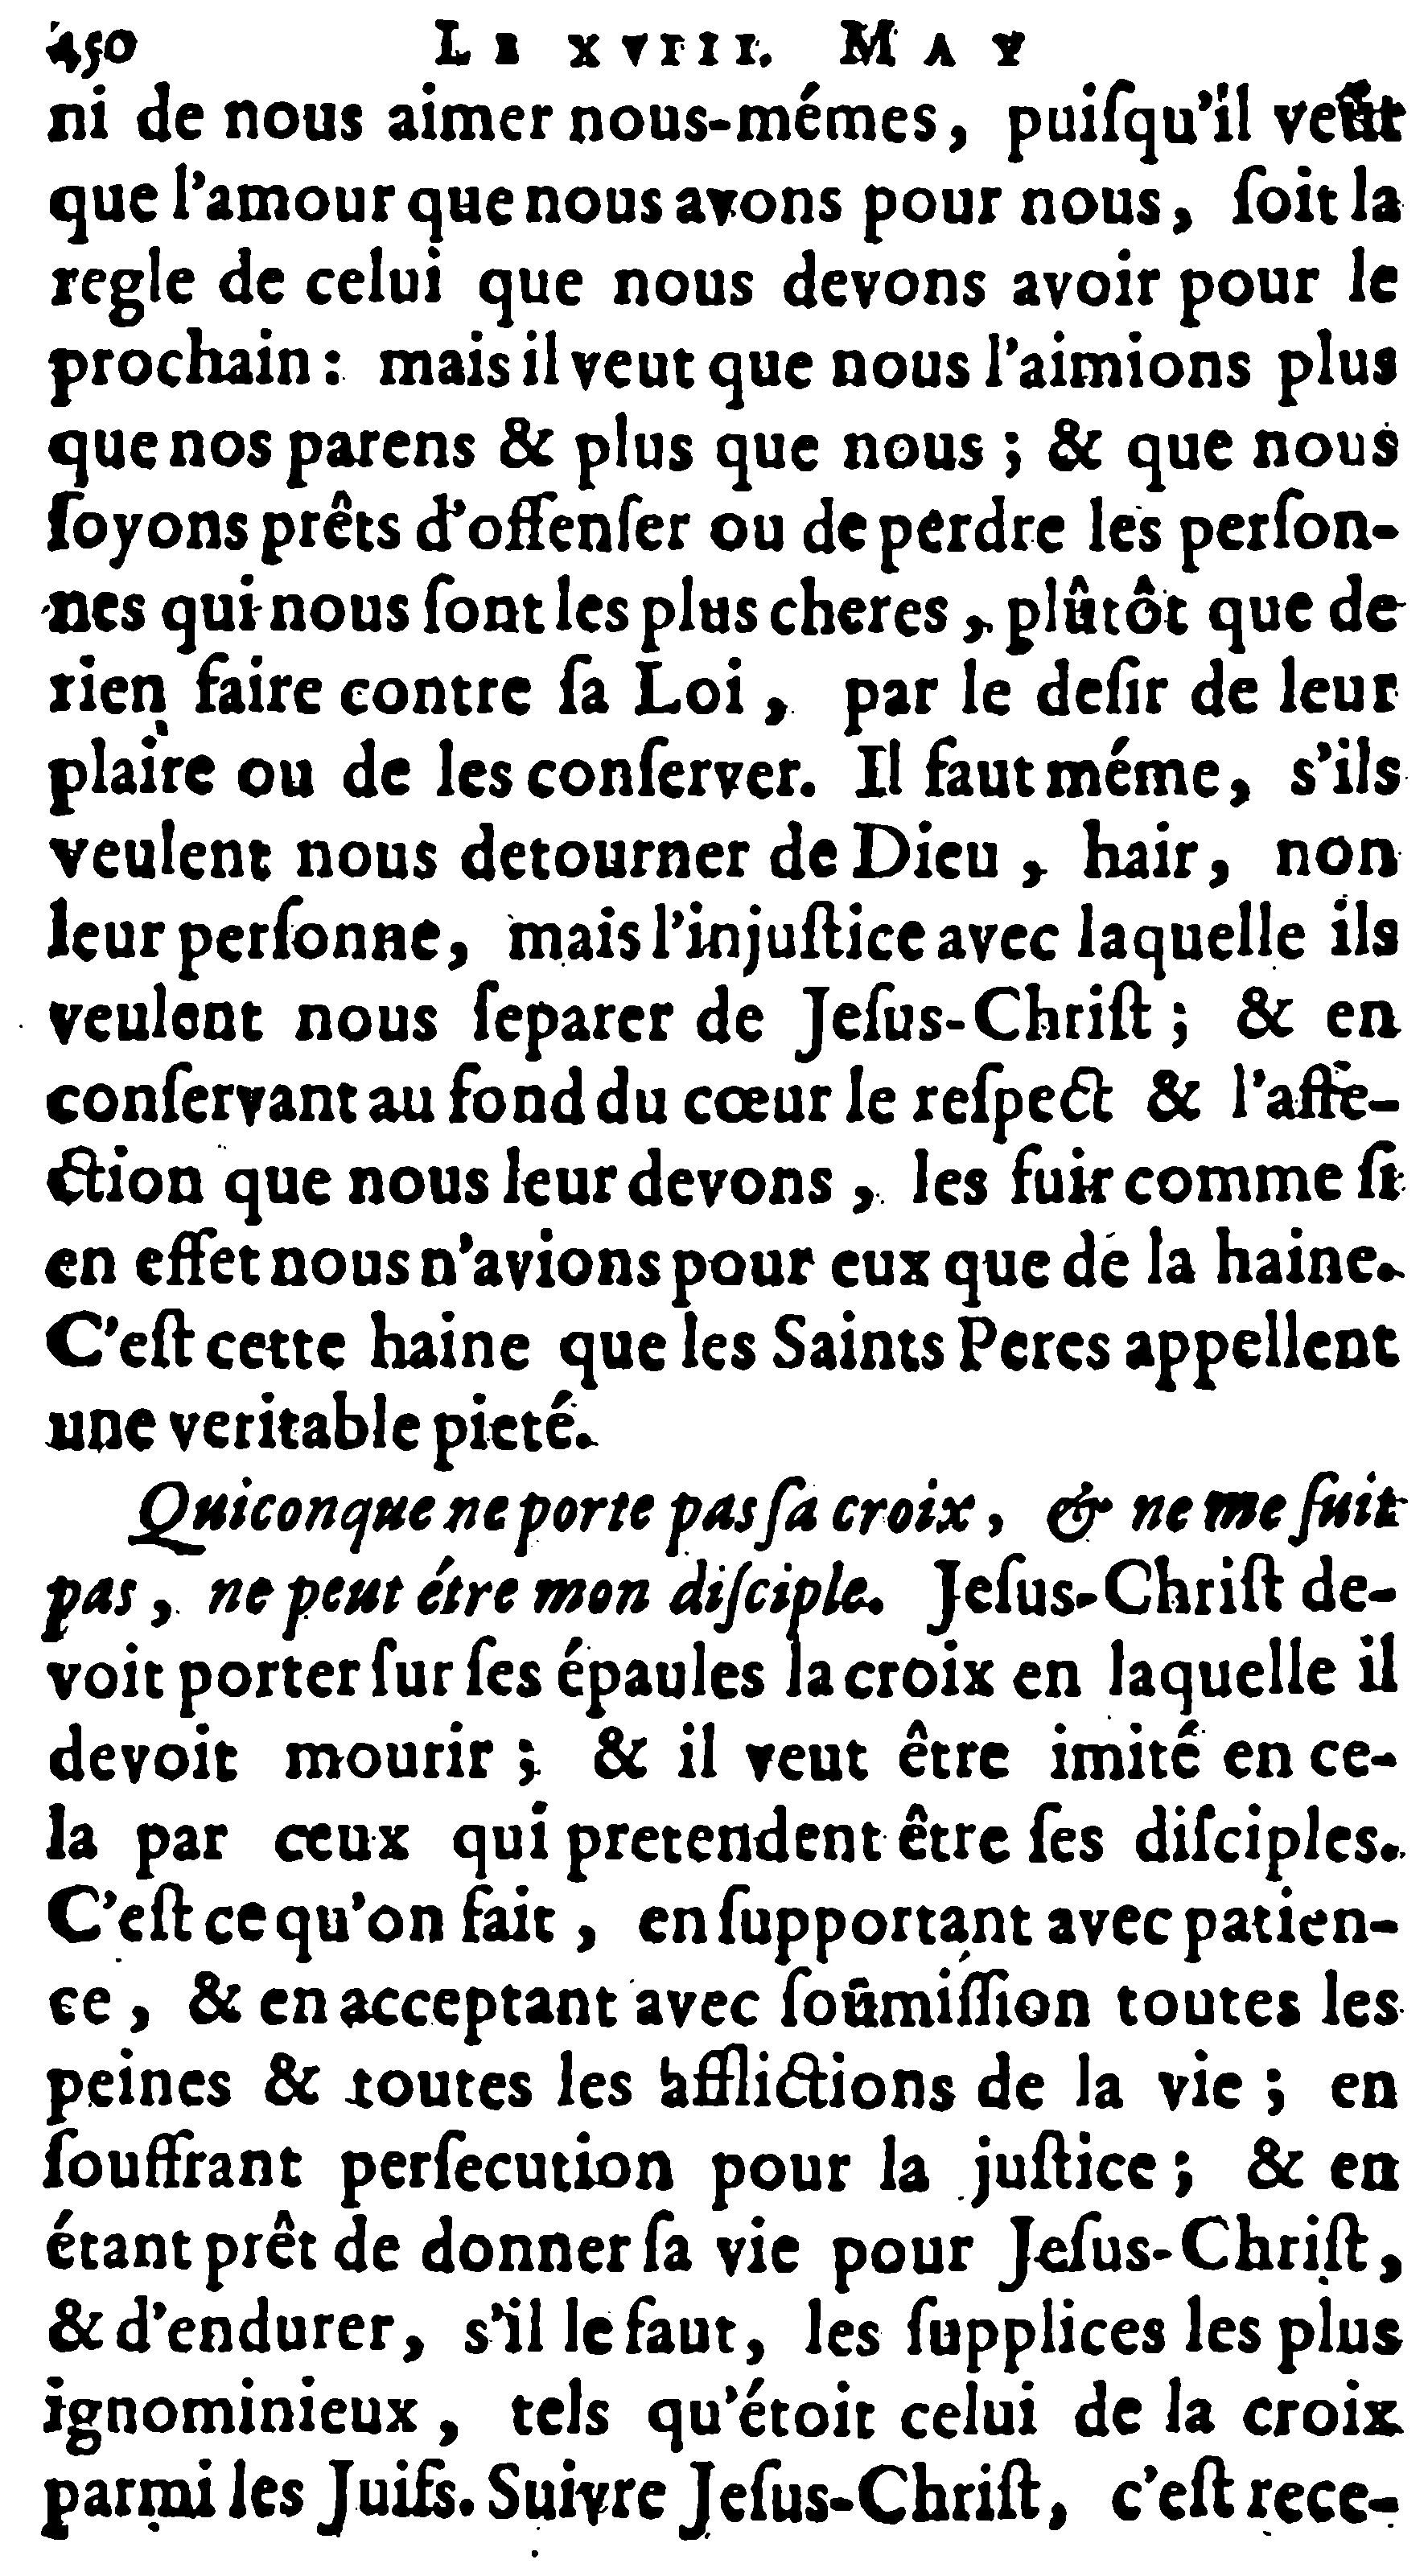 450 LE XVIII. MAY
ni de nous aimer nous-mémes, puiſqu'il veût
que l'amour que nous avons pour nous, ſoit la
regle de celui que nous devons avoir pour le
prochain: mais il veut que nous l'aimions plus
que nos parens & plus que nous; & que nous
ſoyons prêts d'offenſer ou de perdre les perſon-
nes qui nous ſont les plus cheres, plûtôt que de
rien faire contre ſa Loi, par le deſir de leur
plaire ou de les conſerver. Il faut méme, s'ils
veulent nous detourner de Dieu, hair, non
leur perſonne, mais l'injuſtice avec laquelle ils
veulent nous ſeparer de Jeſus-Chriſt; & en
conſervant au fond du cœur le reſpect & l'affe-
ction que nous leur devons, les fuir comme ſi
en effet nous n'avions pour eux que de la haine.
C'eſt cette haine que les Saints Peres appellent
une veritable pieté.
Quiconque ne porte pas ſa croix, & ne me ſuit
pas, ne peut étre mon diſciple. Jeſus-Chriſt de-
voit porter ſur ſes épaules la croix en laquelle il
devoit mourir; & il veut être imité en ce-
la par ceux qui pretendent être ſes diſciples.
C'eſt ce qu'on fait, en ſupportant avec patien-
ce, & en acceptant avec ſoûmiſſion toutes les
peines & toutes les afflictions de la vie; en
ſouffrant perſecution pour la juſtice; & en
étant prêt de donner ſa vie pour Jeſus-Chriſt,
& d'endurer, s'il le faut, les ſupplices les plus
ignominieux, tels qu'étoit celui de la croix
parmi les Juifs. Suivre Jeſus-Chriſt, c'eſt rece-